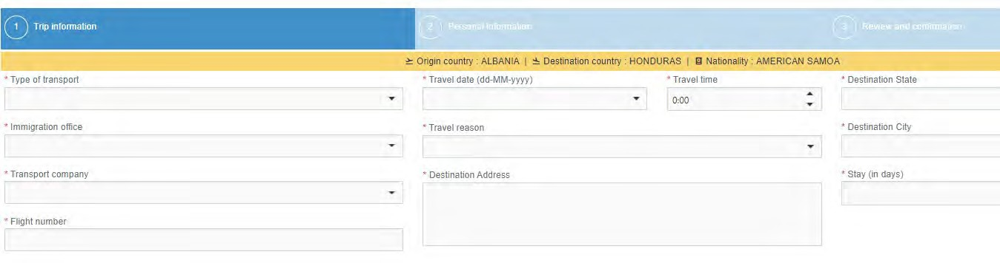 1 Trip information
2 Personal information
3 Review and confirmation
Origin country : ALBANIA | Destination country : HONDURAS | Nationality : AMERICAN SAMOA
* Type of transport
* Travel date (dd-MM-yyyy)
* Travel time
* Destination State
0:00
* Immigration office
* Travel reason
* Destination City
* Transport company
* Destination Address
* Stay (in days)
* Flight number